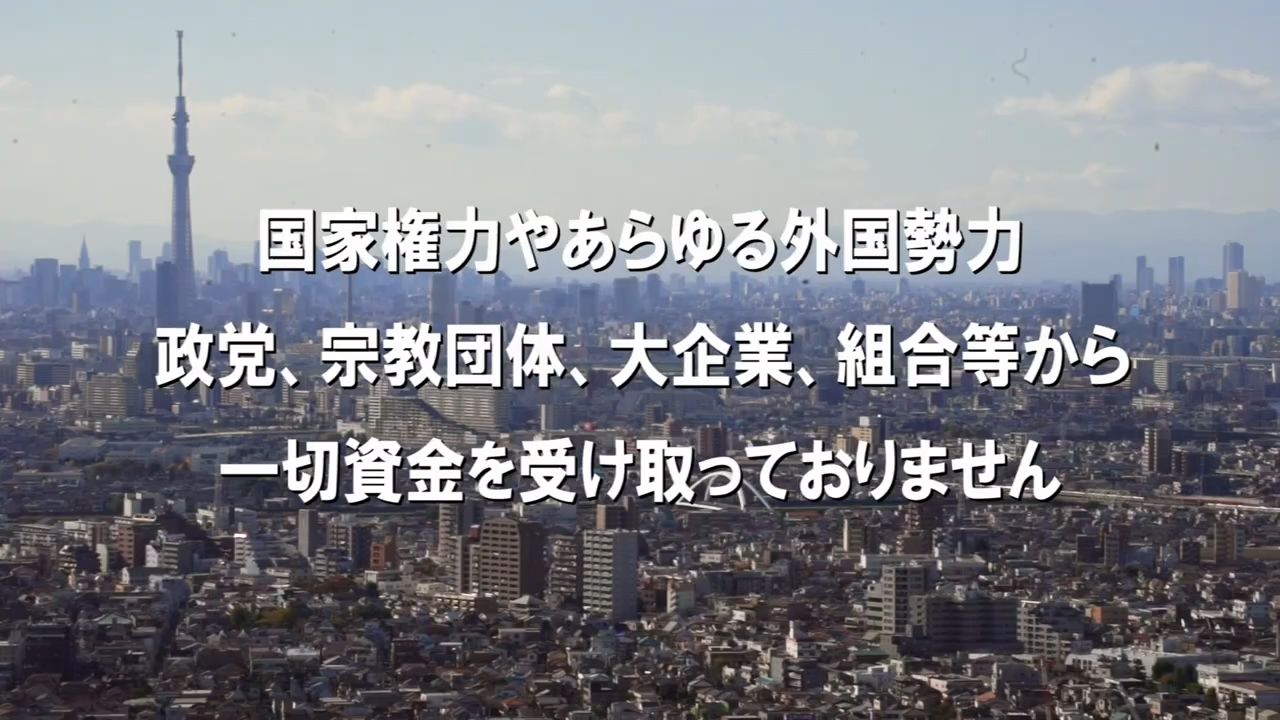 国家権力やあらゆる外国勢力
政党、宗教団体、大企業、組合等から
一切資金を受け取っておりません